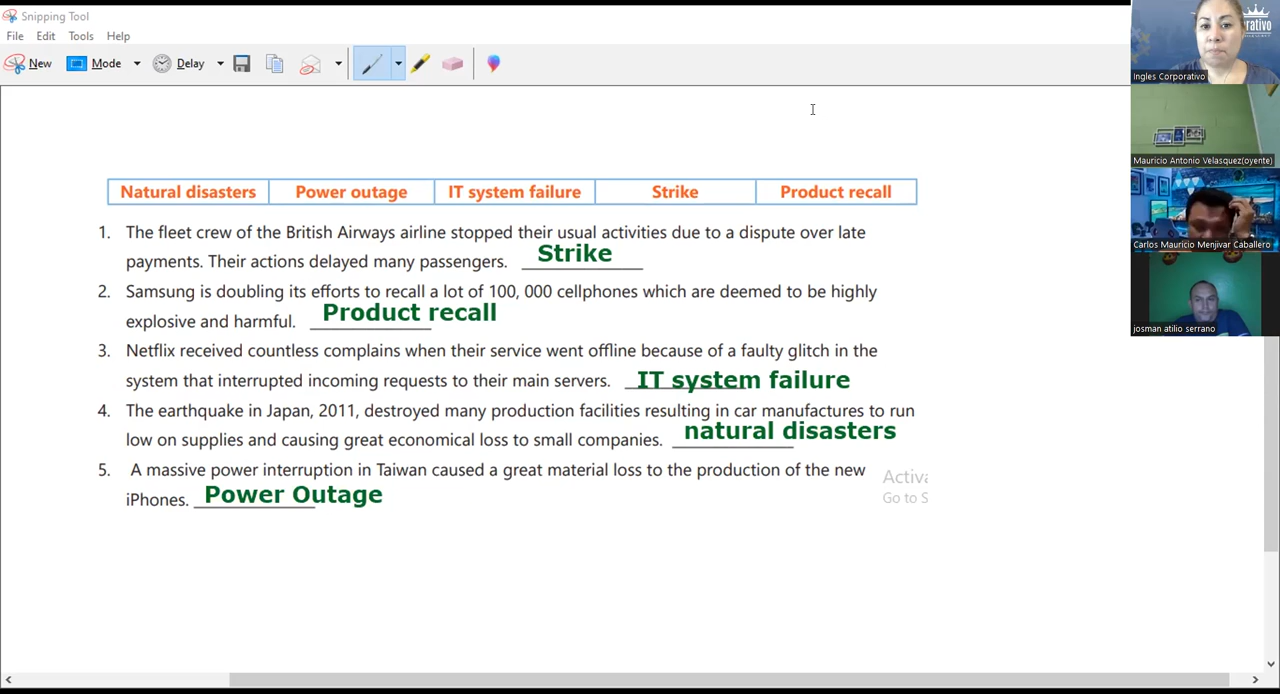 Snipping Tool
File Edit Tools Help
New Mode Delay
Natural disasters Power outage IT system failure Strike Product recall
1. The fleet crew of the British Airways airline stopped their usual activities due to a dispute over late
payments. Their actions delayed many passengers. Strike
2. Samsung is doubling its efforts to recall a lot of 100, 000 cellphones which are deemed to be highly
explosive and harmful. Product recall
3. Netflix received countless complains when their service went offline because of a faulty glitch in the
system that interrupted incoming requests to their main servers. IT system failure
4. The earthquake in Japan, 2011, destroyed many production facilities resulting in car manufactures to run
low on supplies and causing great economical loss to small companies. natural disasters
5. A massive power interruption in Taiwan caused a great material loss to the production of the new
iPhones. Power Outage
Activa
Go to S
rativo
Ingles Corporativo
Mauricio Antonio Velasquez(oyente)
Carlos Mauricio Menjivar Caballero
josman atilio serrano